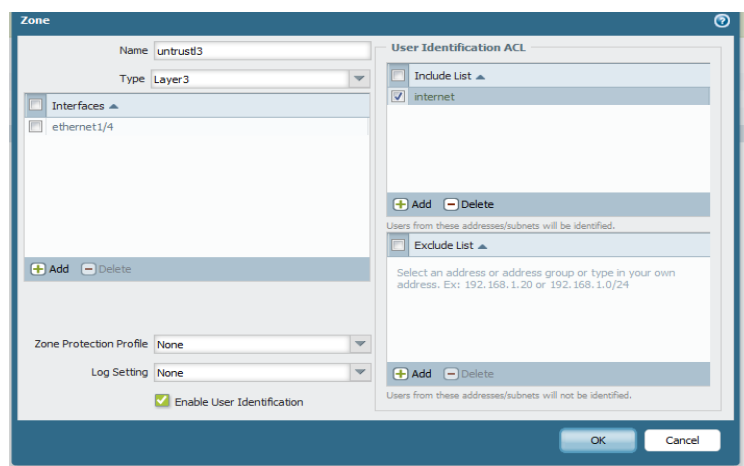 Zone
Name untrustl3
Type Layer3
Interfaces
ethernet1/4
Add Delete
Zone Protection Profile None
Log Setting None
Enable User Identification
User Identification ACL
Include List
internet
Add Delete
Users from these addresses/subnets will be identified.
Exclude List
Select an address or address group or type in your own
address. Ex: 192.168.1.20 or 192.168.1.0/24
Add Delete
Users from these addresses/subnets will not be identified.
OK Cancel